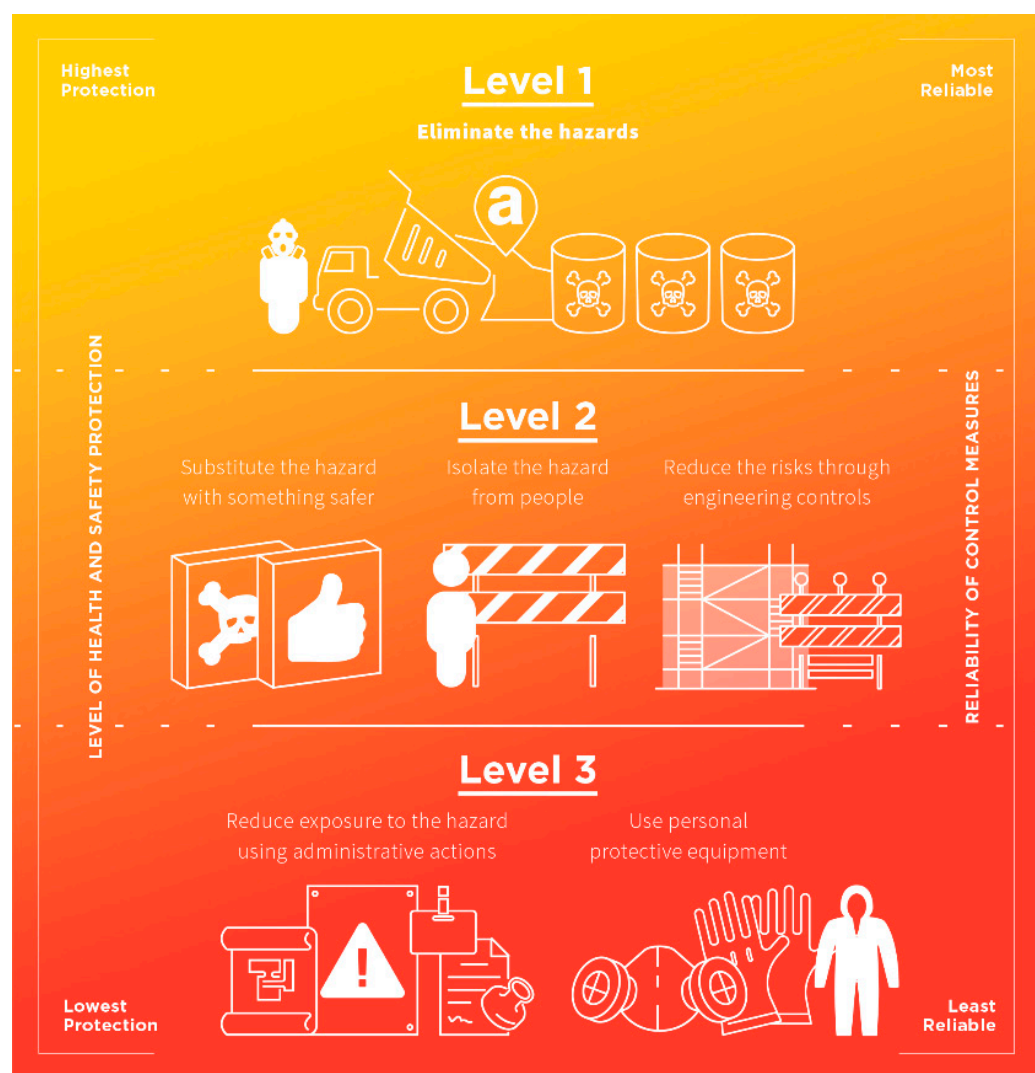 Highest
Protection
Level 1
Most
Reliable
Eliminate the hazards
a
LEVEL OF HEALTH AND SAFETY PROTECTION
RELIABILITY OF CONTROL MEASURES
Level 2
Substitute the hazard
with something safer
Isolate the hazard
from people
Reduce the risks through
engineering controls
Level 3
Reduce exposure to the hazard
using administrative actions
Use personal
protective equipment
!
Lowest
Protection
Least
Reliable